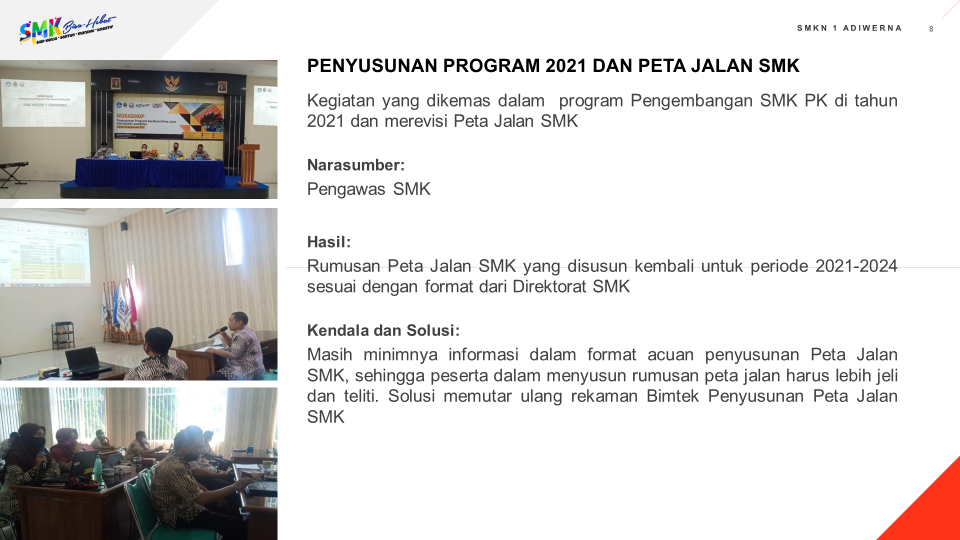 SMK Bisa-Hebat
SMKN 1 ADIWERNA
8
PENYUSUNAN PROGRAM 2021 DAN PETA JALAN SMK
Kegiatan yang dikemas dalam program Pengembangan SMK PK di tahun
2021 dan merevisi Peta Jalan SMK
Narasumber:
Pengawas SMK
Hasil:
Rumusan Peta Jalan SMK yang disusun kembali untuk periode 2021-2024
sesuai dengan format dari Direktorat SMK
Kendala dan Solusi:
Masih minimnya informasi dalam format acuan penyusunan Peta Jalan
SMK, sehingga peserta dalam menyusun rumusan peta jalan harus lebih jeli
dan teliti. Solusi memutar ulang rekaman Bimtek Penyusunan Peta Jalan
SMK
WORKSHOP